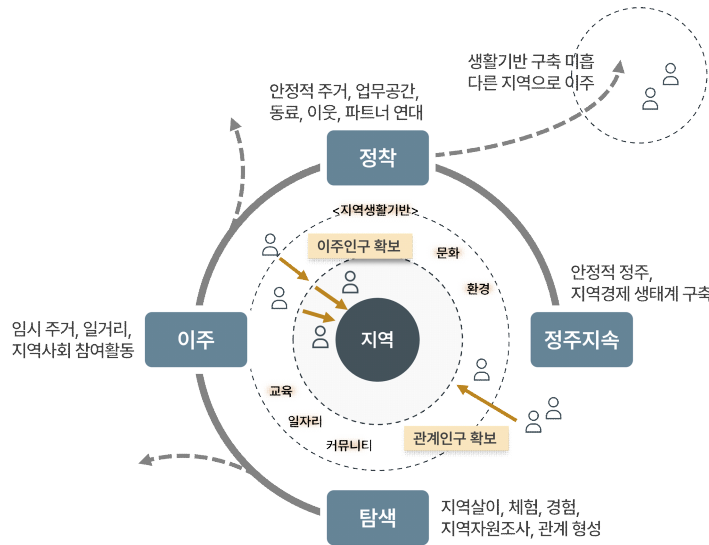 생활기반 구축 미흡
다른 지역으로 이주
안정적 주거, 업무공간,
동료, 이웃, 파트너 연대
정착
<지역생활기반>
이주인구 확보
문화
환경
안정적 정주,
지역경제 생태계 구축
임시 주거, 일거리,
지역사회 참여활동
이주
지역
정주지속
교육
일자리
커뮤니티
관계인구 확보
탐색
지역살이, 체험, 경험,
지역자원조사, 관계 형성